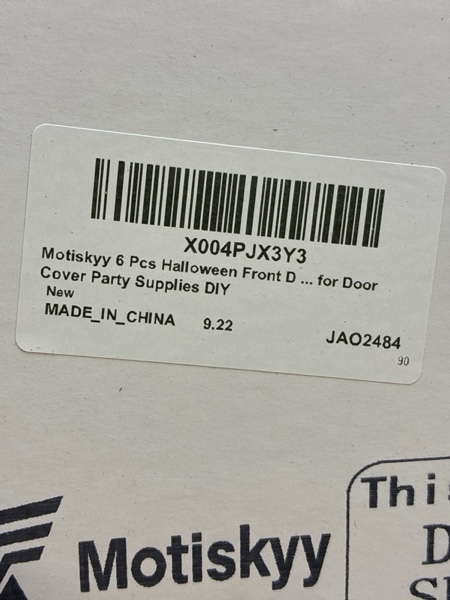 X004PJX3Y3
Motiskyy 6 Pcs Halloween Front D ... for Door
Cover Party Supplies DIY
New
MADE_IN_CHINA 9.22
JAO2484
90
Motiskyy
This